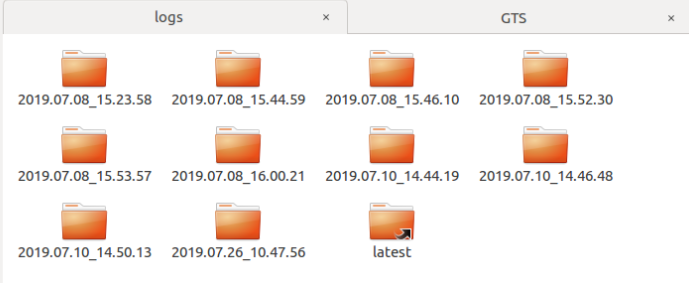 logs × GTS ×
2019.07.08_15.23.58 2019.07.08_15.44.59 2019.07.08_15.46.10 2019.07.08_15.52.30
2019.07.08_15.53.57 2019.07.08_16.00.21 2019.07.10_14.44.19 2019.07.10_14.46.48
2019.07.10_14.50.13 2019.07.26_10.47.56 latest